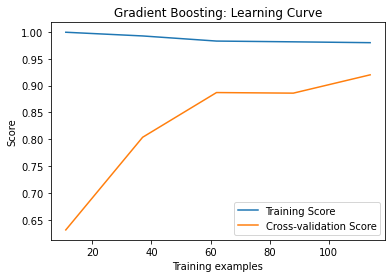 Gradient Boosting: Learning Curve
1.00
0.95
0.90
0.85
0.80
0.75
0.70
0.65
Score
Training Score
Cross-validation Score
20
40
60
80
100
Training examples